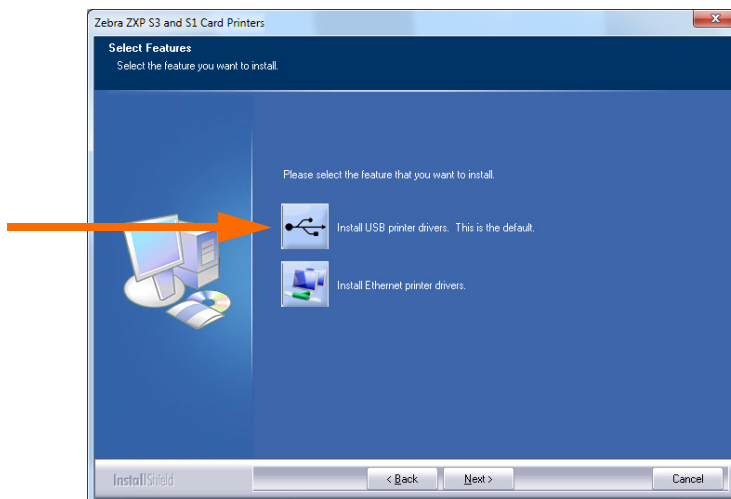 Zebra ZXP S3 and S1 Card Printers
Select Features
Select the feature you want to install.
Please select the feature that you want to install.
Install USB printer drivers.  This is the default.
Install Ethernet printer drivers.
InstallShield
< Back
Next >
Cancel